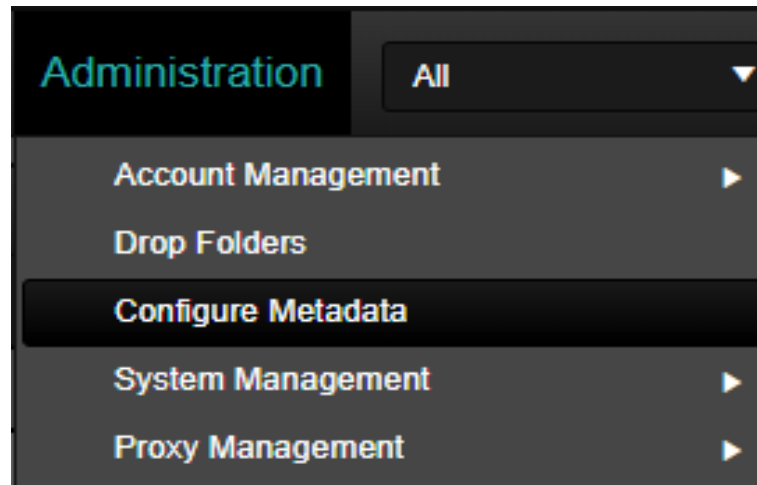 Administration All
Account Management
Drop Folders
Configure Metadata
System Management
Proxy Management